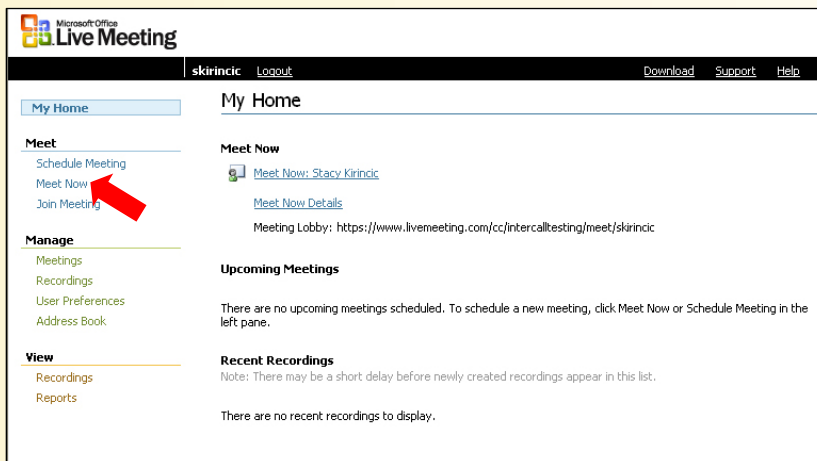 Microsoft Office
Live Meeting
skirincic Logout Download Support Help
My Home
My Home
Meet
Schedule Meeting
Meet Now
Join Meeting
Manage
Meetings
Recordings
User Preferences
Address Book
View
Recordings
Reports
Meet Now
Meet Now: Stacy Kirincic
Meet Now Details
Meeting Lobby: https://www.livemeeting.com/cc/intercalltesting/meet/skirincic
Upcoming Meetings
There are no upcoming meetings scheduled. To schedule a new meeting, click Meet Now or Schedule Meeting in the
left pane.
Recent Recordings
Note: There may be a short delay before newly created recordings appear in this list.
There are no recent recordings to display.